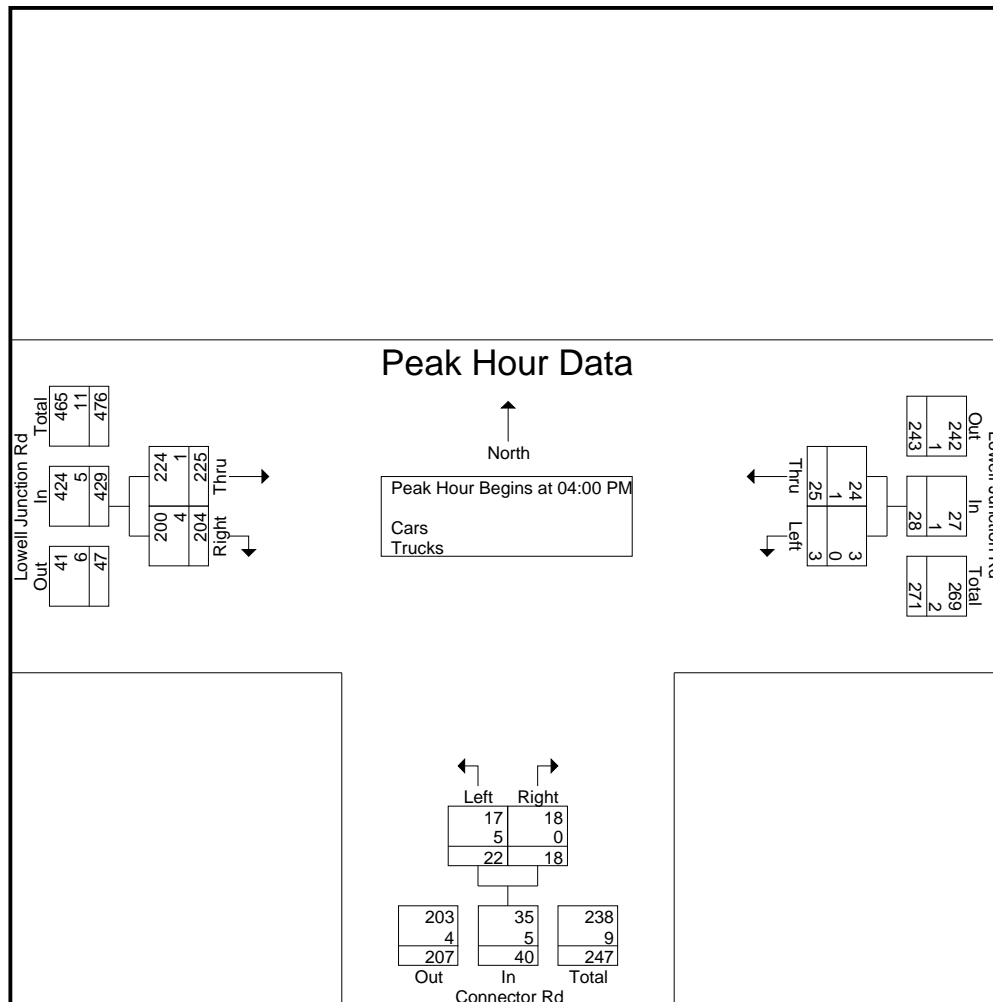 Peak Hour Data
North
Peak Hour Begins at 04:00 PM
Cars
Trucks
Lowell Junction Rd
Total
465
11
476
In
424
5
429
Out
41
6
47
Thru
224
1
225
Right
200
4
204
Lowell Junction Rd
Out
242
1
243
In
27
1
28
Total
269
2
271
Thru
24
1
25
Left
3
0
3
Left Right
17 18
5 0
22 18
203 35 238
4 5 9
207 40 247
Out In Total
Connector Rd